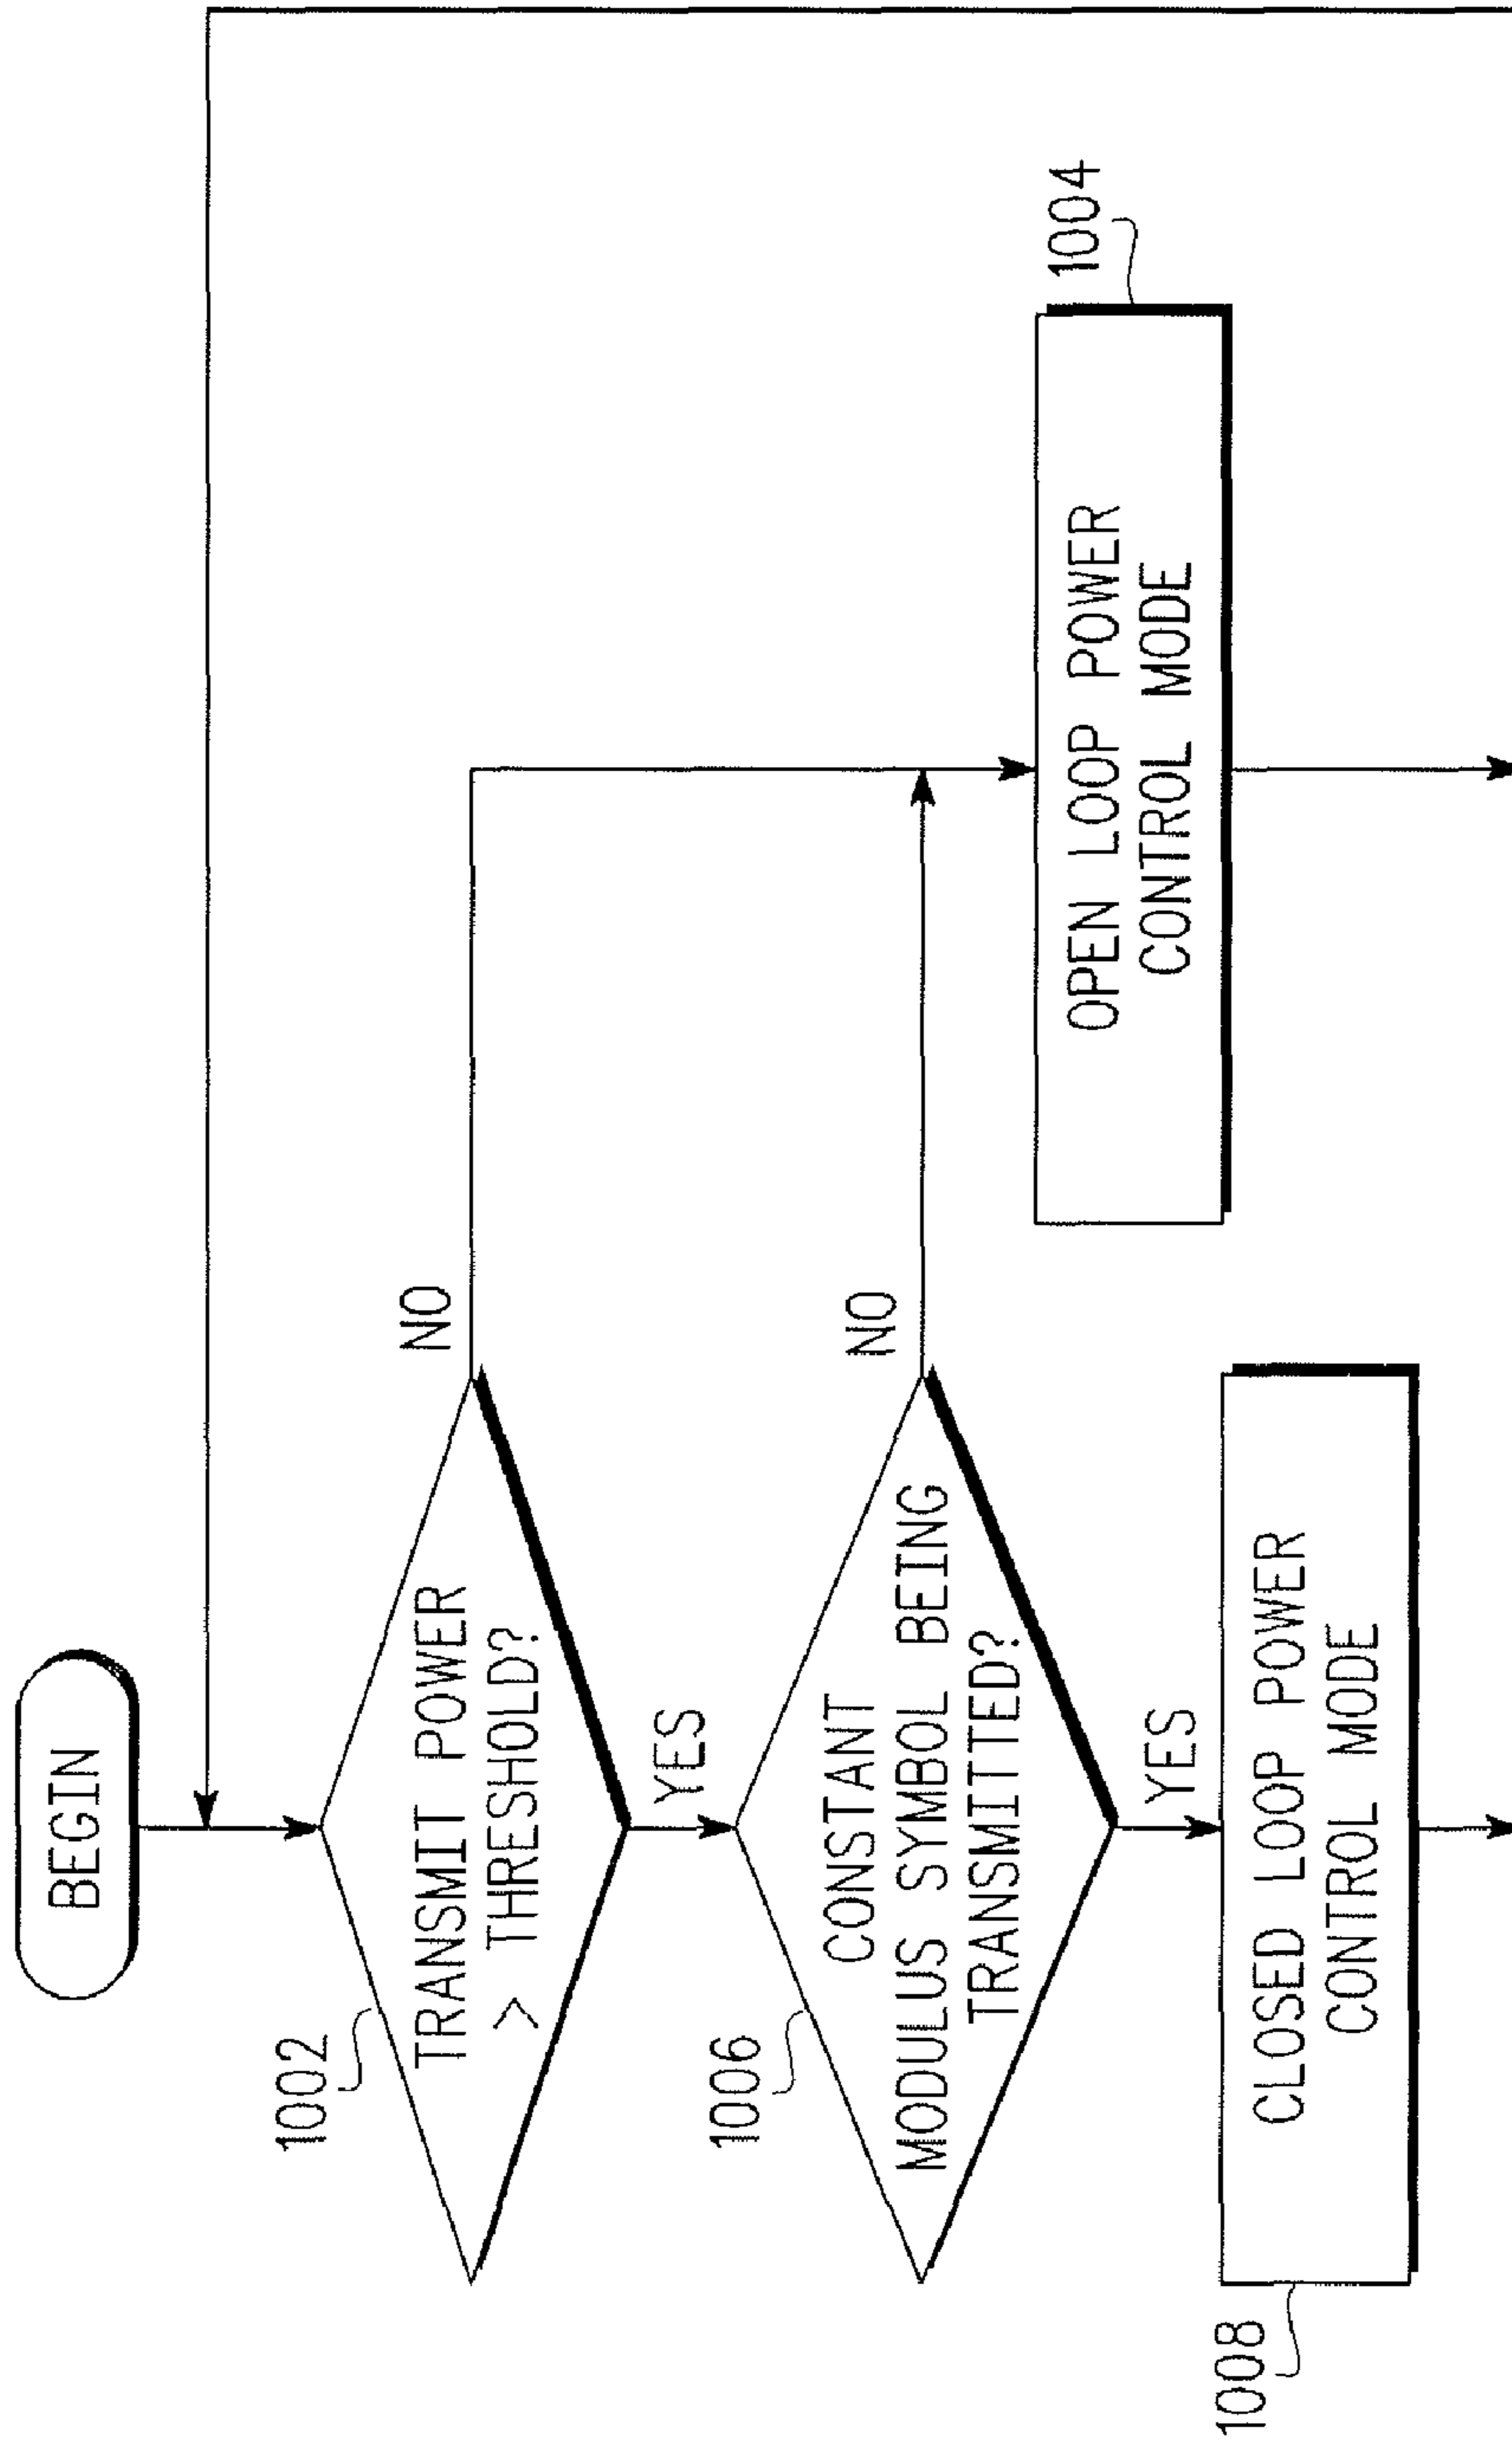 BEGIN
1002
TRANSMIT POWER
> THRESHOLD?
NO
YES
1006
CONSTANT
MODULUS SYMBOL BEING
TRANSMITTED?
NO
YES
1004
OPEN LOOP POWER
CONTROL MODE
1008
CLOSED LOOP POWER
CONTROL MODE